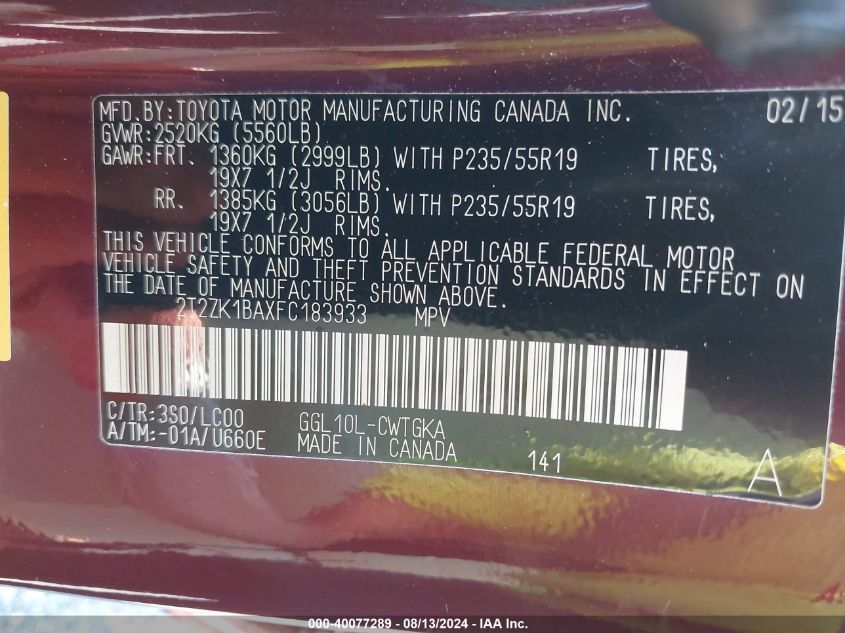 MFD.BY:TOYOTA MOTOR MANUFACTURING CANADA INC. 02/15
GVWR:2520KG (5560LB)
GAWR:FRT. 1360KG (2999LB) WITH P235/55R19 TIRES,
19X7 1/2J RIMS.
RR. 1385KG (3056LB) WITH P235/55R19 TIRES,
19X7 1/2J RIMS.
THIS VEHICLE CONFORMS TO ALL APPLICABLE FEDERAL MOTOR
VEHICLE SAFETY AND THEFT PREVENTION STANDARDS IN EFFECT ON
THE DATE OF MANUFACTURE SHOWN ABOVE.
2T2ZK1BAXFC183933 MPV
C/TR:3S0/LC00 GGL10L-CWTGKA
A/TM:-01A/U660E MADE IN CANADA 141 A
000-40077289 - 08/13/2024 - IAA Inc.